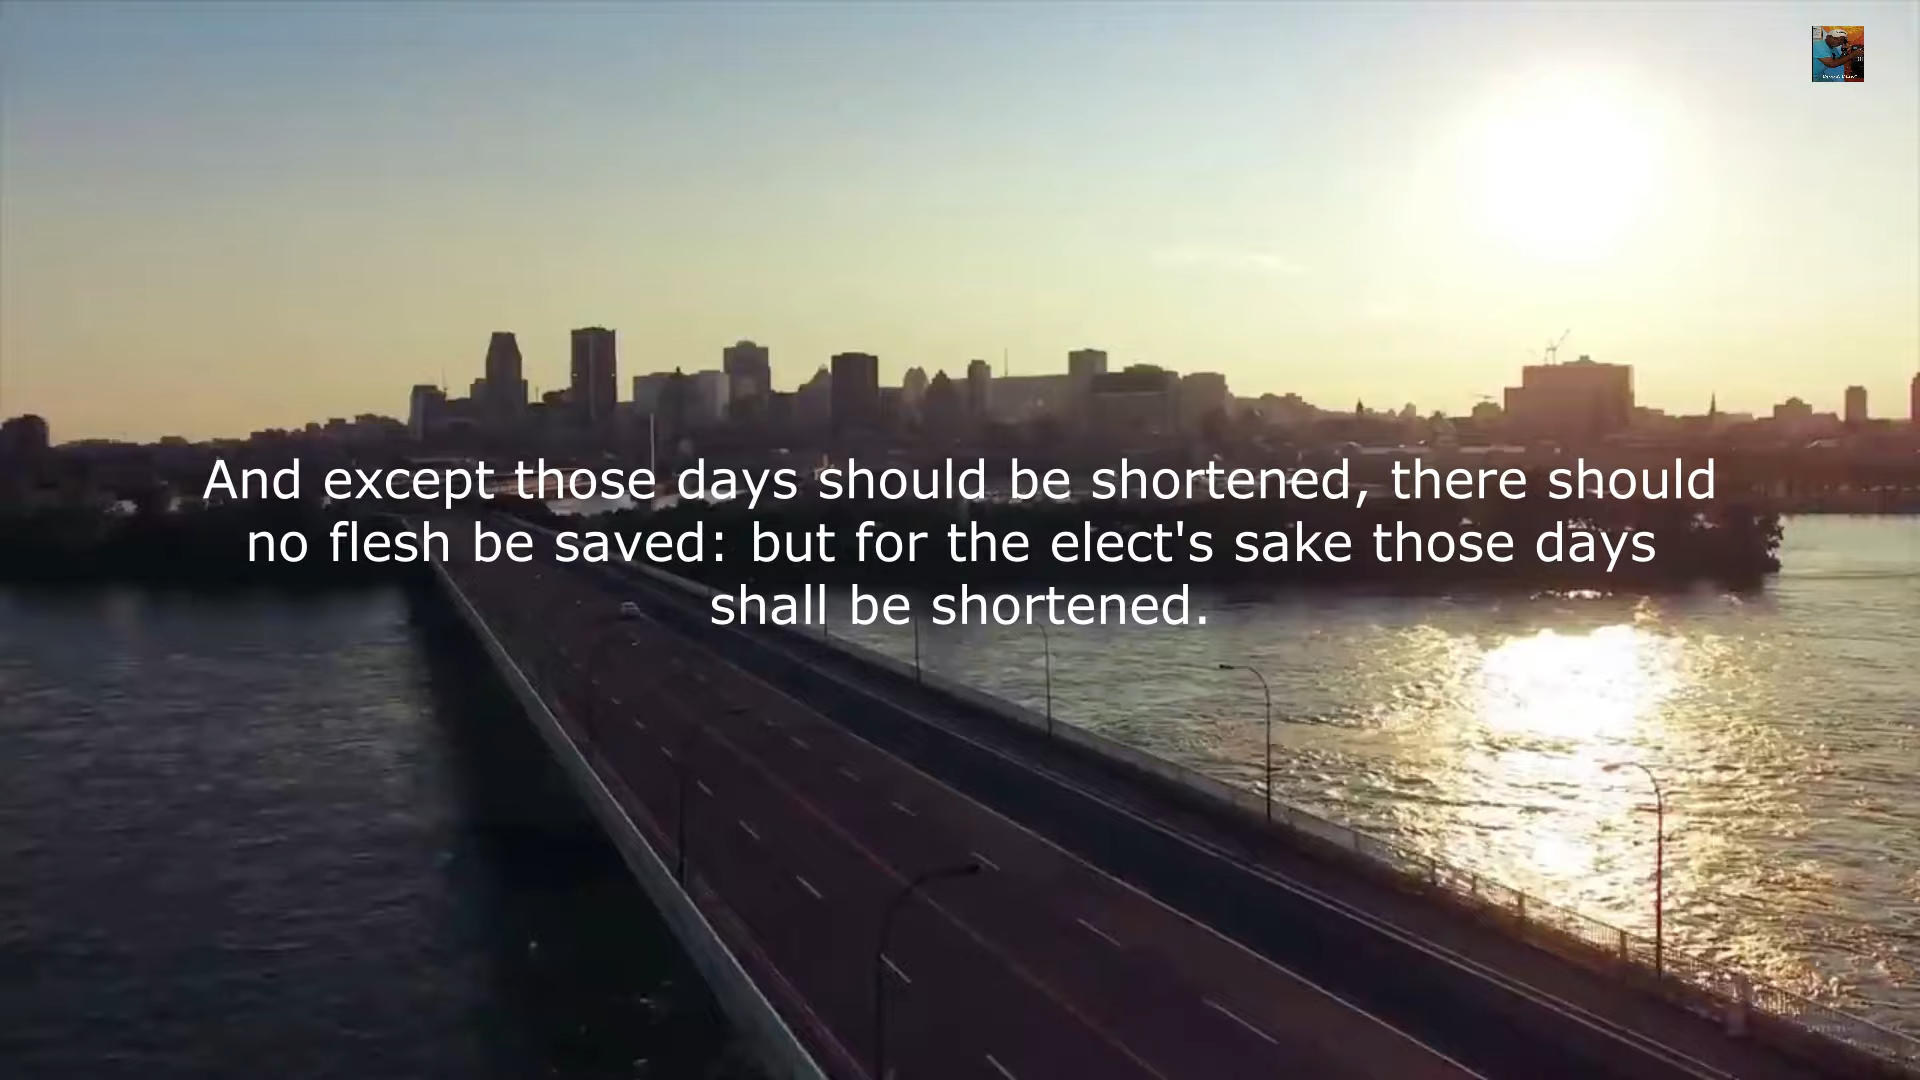 And except those days should be shortened, there should
no flesh be saved: but for the elect's sake those days
shall be shortened.